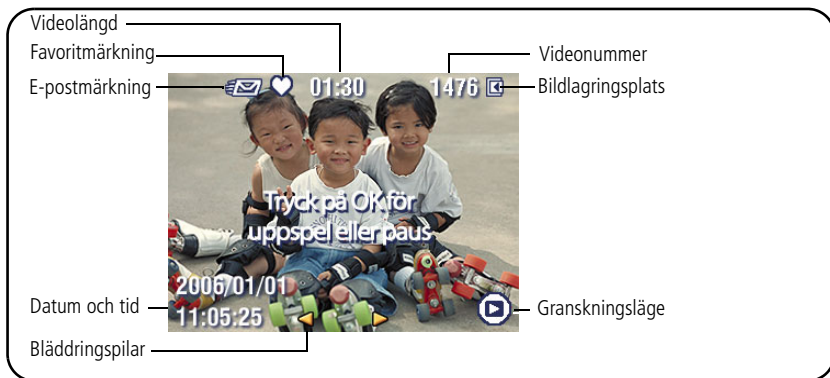 Videolängd
Favoritmärkning
E-postmärkning
01:30
1476
Videonummer
Bildlagringsplats
Tryck på OK för
uppspel eller paus
2006/01/01
11:05:25
Datum och tid
Granskningsläge
Bläddringspilar